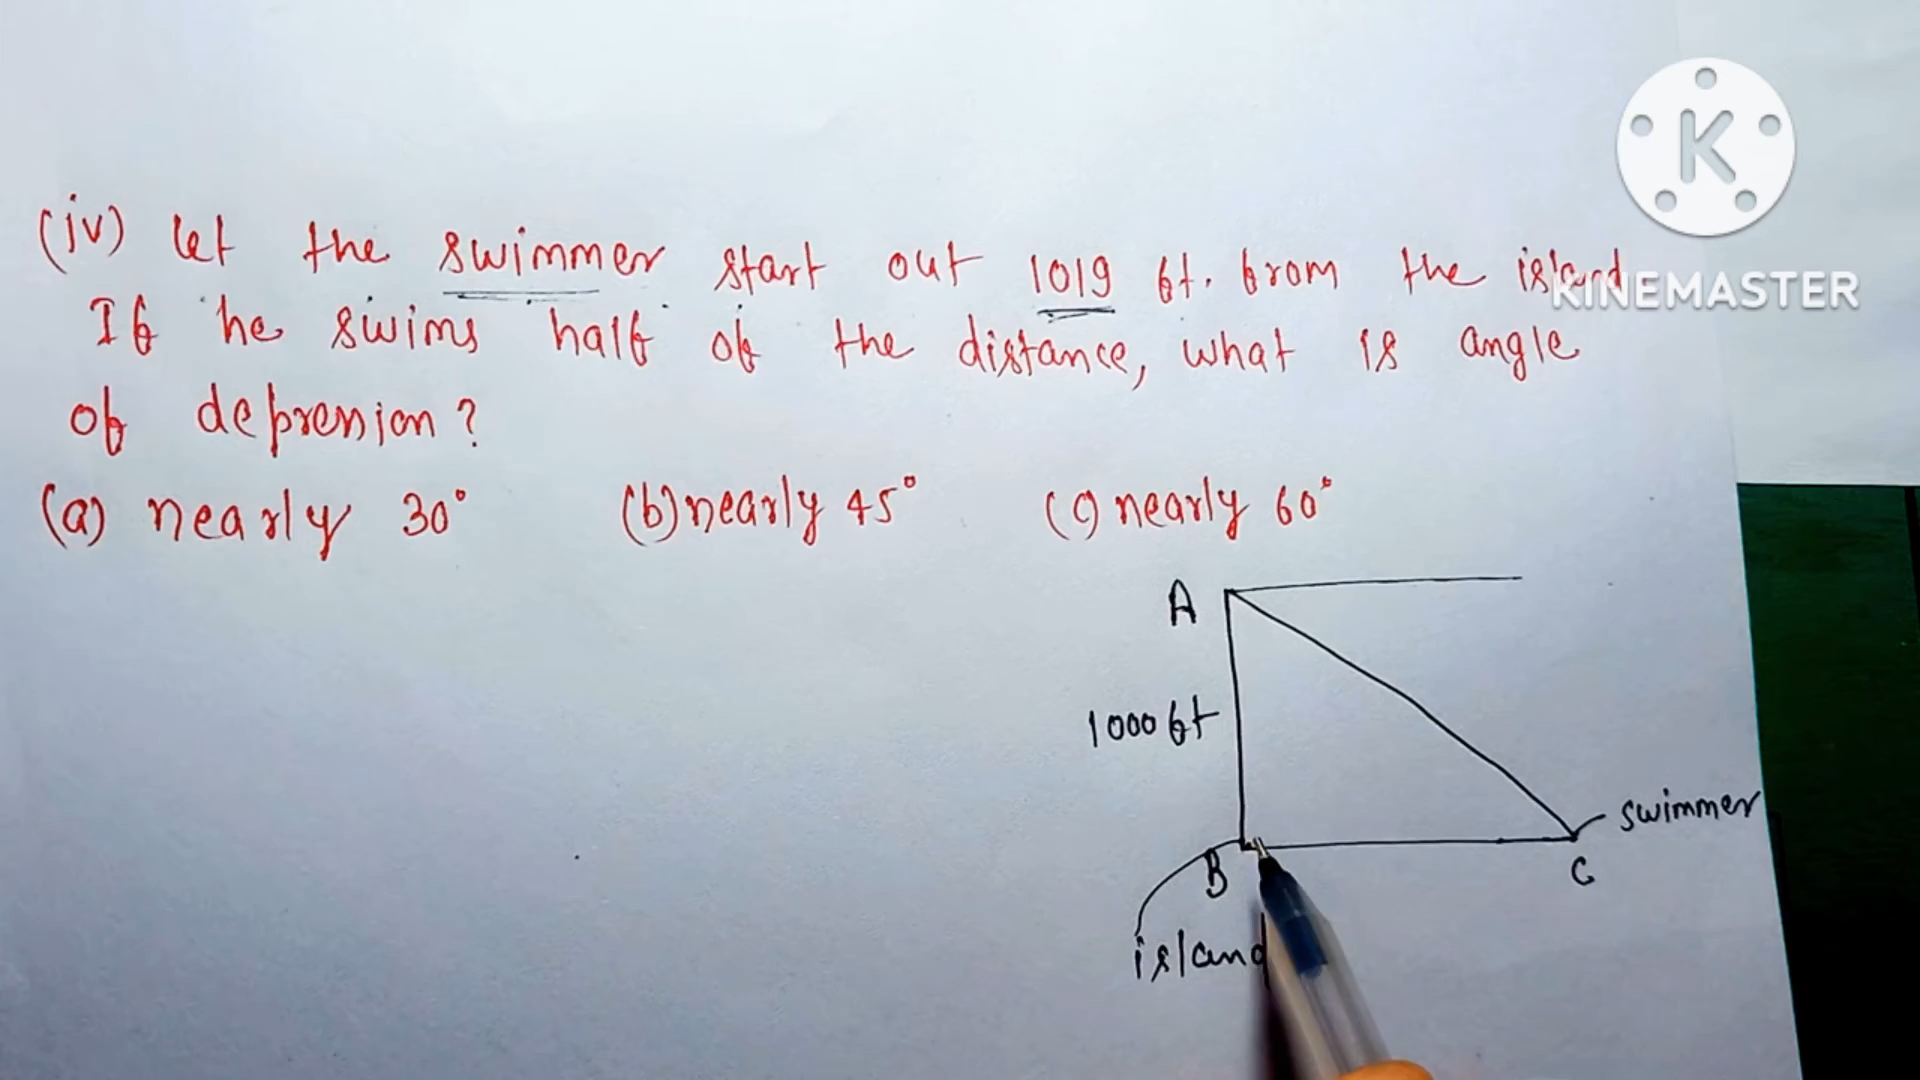 (iv) let the swimmer start out 1019 ft. from the island
If he swims half of the distance, what is angle
of depression?
(a) nearly 30° (b) nearly 45° (c) nearly 60°
A
1000 ft
swimmer
B
C
island
K
KINEMASTER